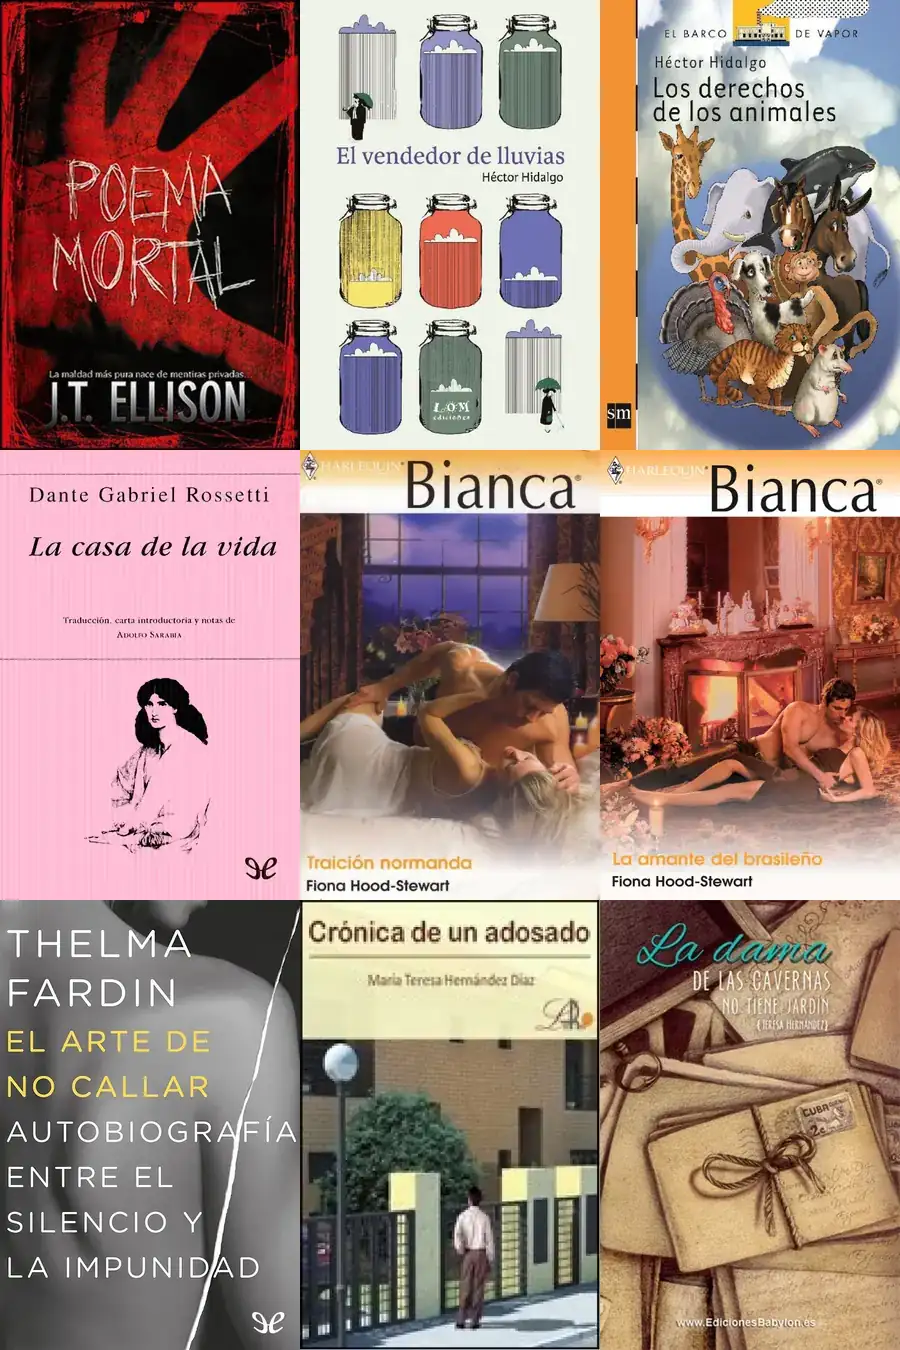 POEMA
MORTAL
La maldad más pura nace de mentiras privadas...
J.T. ELLISON
El vendedor de lluvias
Héctor Hidalgo
LOM
ediciones
EL BARCO DE VAPOR
Héctor Hidalgo
Los derechos
de los animales
sm
Dante Gabriel Rossetti
La casa de la vida
Traducción, carta introductoria y notas de
ADOLFO SARABIA
HARLEQUIN®
Bianca®
Traición normanda
Fiona Hood-Stewart
HARLEQUIN®
Bianca®
La amante del brasileño
Fiona Hood-Stewart
THELMA
FARDIN
EL ARTE DE
NO CALLAR
AUTOBIOGRAFÍA
ENTRE EL
SILENCIO Y
LA IMPUNIDAD
Crónica de un adosado
María Teresa Hernández Díaz
La dama
DE LAS CAVERNAS
NO TIENE JARDÍN
{TERESA HERNÁNDEZ}
CUBA
2c
www.EdicionesBabylon.es